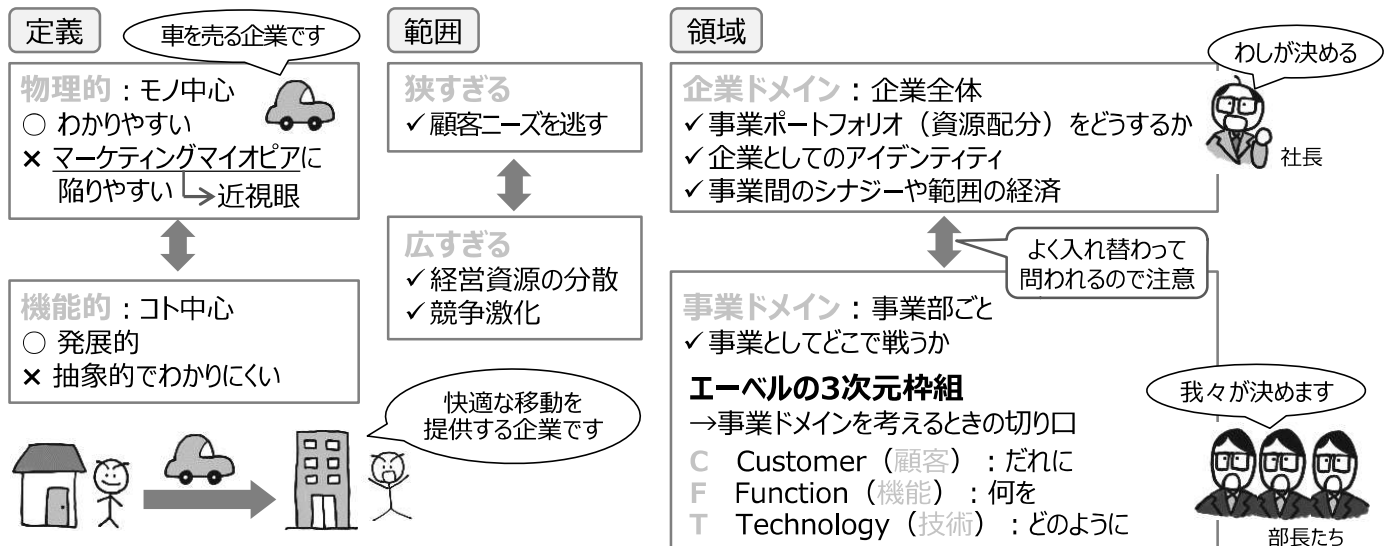 定義
車を売る企業です
物理的：モノ中心
○ わかりやすい
× マーケティングマイオピアに
陥りやすい
近視眼
機能的：コト中心
○ 発展的
× 抽象的でわかりにくい
快適な移動を
提供する企業です
範囲
狭すぎる
✓ 顧客ニーズを逃す
広すぎる
✓ 経営資源の分散
✓ 競争激化
領域
わしが決める
社長
企業ドメイン：企業全体
✓ 事業ポートフォリオ（資源配分）をどうするか
✓ 企業としてのアイデンティティ
✓ 事業間のシナジーや範囲の経済
よく入れ替わって
問われるので注意
事業ドメイン：事業部ごと
✓ 事業としてどこで戦うか
エーベルの3次元枠組
→事業ドメインを考えるときの切り口
C Customer（顧客）：だれに
F Function（機能）：何を
T Technology（技術）：どのように
我々が決めます
部長たち